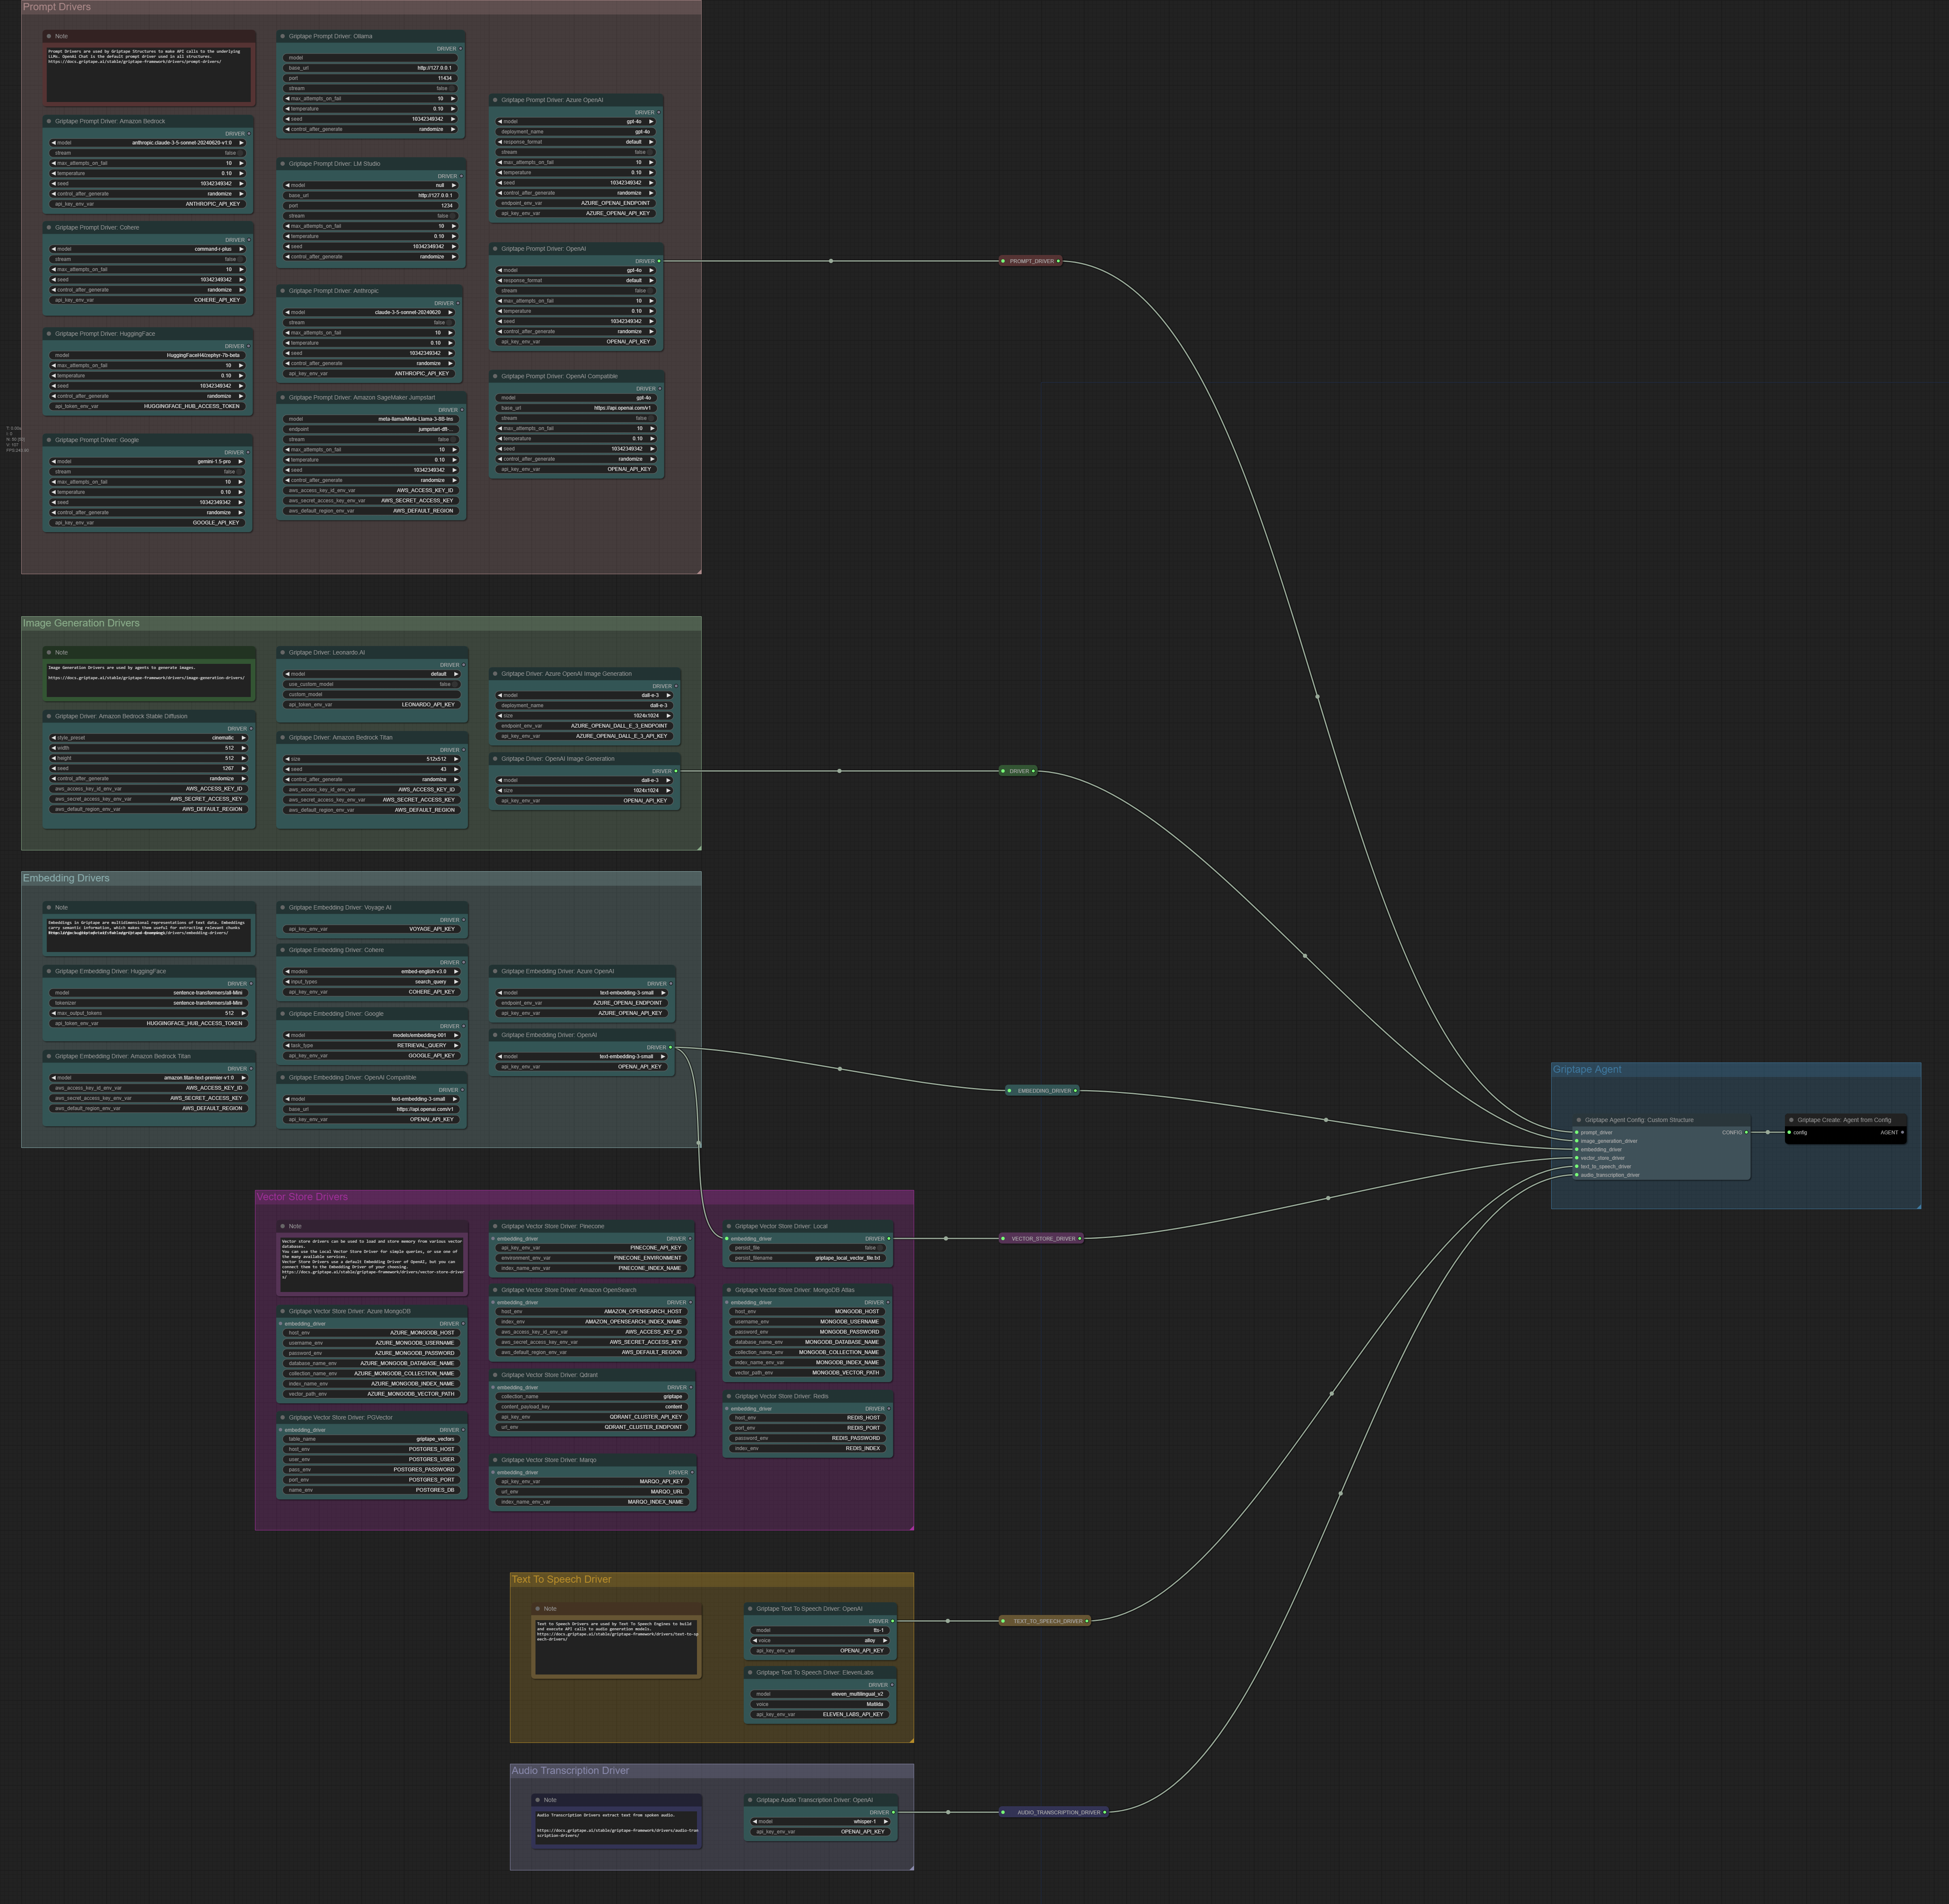 Prompt Drivers
Note
Prompt Drivers are used by Griptape Structures to make API calls to the underlying
LLMs. OpenAI Chat is the default prompt driver used in all structures.
https://docs.griptape.ai/stable/griptape-framework/drivers/prompt-drivers/
Griptape Prompt Driver: Amazon Bedrock
DRIVER
model anthropic.claude-3-5-sonnet-20240620-v1:0
stream false
max_attempts_on_fail 10
temperature 0.10
seed 10342349342
control_after_generate randomize
api_key_env_var ANTHROPIC_API_KEY
Griptape Prompt Driver: Cohere
DRIVER
model command-r-plus
stream false
max_attempts_on_fail 10
seed 10342349342
control_after_generate randomize
api_key_env_var COHERE_API_KEY
Griptape Prompt Driver: HuggingFace
DRIVER
model HuggingFaceH4/zephyr-7b-beta
max_attempts_on_fail 10
temperature 0.10
seed 10342349342
control_after_generate randomize
api_token_env_var HUGGINGFACE_HUB_ACCESS_TOKEN
Griptape Prompt Driver: Google
DRIVER
model gemini-1.5-pro
stream false
max_attempts_on_fail 10
temperature 0.10
seed 10342349342
control_after_generate randomize
api_key_env_var GOOGLE_API_KEY
Griptape Prompt Driver: Ollama
DRIVER
model
base_url http://127.0.0.1
port 11434
stream false
max_attempts_on_fail 10
temperature 0.10
seed 10342349342
control_after_generate randomize
Griptape Prompt Driver: LM Studio
DRIVER
model null
base_url http://127.0.0.1
port 1234
stream false
max_attempts_on_fail 10
temperature 0.10
seed 10342349342
control_after_generate randomize
Griptape Prompt Driver: Anthropic
DRIVER
model claude-3-5-sonnet-20240620
stream false
max_attempts_on_fail 10
temperature 0.10
seed 10342349342
control_after_generate randomize
api_key_env_var ANTHROPIC_API_KEY
Griptape Prompt Driver: Amazon SageMaker Jumpstart
DRIVER
model meta-llama/Meta-Llama-3-8B-Ins
endpoint jumpstart-dft-...
stream false
max_attempts_on_fail 10
temperature 0.10
seed 10342349342
control_after_generate randomize
aws_access_key_id_env_var AWS_ACCESS_KEY_ID
aws_secret_access_key_env_var AWS_SECRET_ACCESS_KEY
aws_default_region_env_var AWS_DEFAULT_REGION
Griptape Prompt Driver: Azure OpenAI
DRIVER
model gpt-4o
deployment_name gpt-4o
response_format default
stream false
max_attempts_on_fail 10
temperature 0.10
seed 10342349342
control_after_generate randomize
endpoint_env_var AZURE_OPENAI_ENDPOINT
api_key_env_var AZURE_OPENAI_API_KEY
Griptape Prompt Driver: OpenAI
DRIVER
model gpt-4o
response_format default
stream false
max_attempts_on_fail 10
temperature 0.10
seed 10342349342
control_after_generate randomize
api_key_env_var OPENAI_API_KEY
Griptape Prompt Driver: OpenAI Compatible
DRIVER
model gpt-4o
base_url https://api.openai.com/v1
stream false
max_attempts_on_fail 10
temperature 0.10
seed 10342349342
control_after_generate randomize
api_key_env_var OPENAI_API_KEY
PROMPT_DRIVER
Image Generation Drivers
Note
Image Generation Drivers are used by agents to generate images.
https://docs.griptape.ai/stable/griptape-framework/drivers/image-generation-drivers/
Griptape Driver: Amazon Bedrock Stable Diffusion
DRIVER
style_preset cinematic
width 512
height 512
seed 1267
control_after_generate randomize
aws_access_key_id_env_var AWS_ACCESS_KEY_ID
aws_secret_access_key_env_var AWS_SECRET_ACCESS_KEY
aws_default_region_env_var AWS_DEFAULT_REGION
Griptape Driver: Leonardo.AI
DRIVER
model default
use_custom_model false
custom_model
api_token_env_var LEONARDO_API_KEY
Griptape Driver: Amazon Bedrock Titan
DRIVER
size 512x512
seed 43
control_after_generate randomize
aws_access_key_id_env_var AWS_ACCESS_KEY_ID
aws_secret_access_key_env_var AWS_SECRET_ACCESS_KEY
aws_default_region_env_var AWS_DEFAULT_REGION
Griptape Driver: Azure OpenAI Image Generation
DRIVER
model dall-e-3
deployment_name dall-e-3
size 1024x1024
endpoint_env_var AZURE_OPENAI_DALL_E_3_ENDPOINT
api_key_env_var AZURE_OPENAI_DALL_E_3_API_KEY
Griptape Driver: OpenAI Image Generation
DRIVER
model dall-e-3
size 1024x1024
api_key_env_var OPENAI_API_KEY
DRIVER
Embedding Drivers
Note
Embeddings in Griptape are multidimensional representations of text data. Embeddings
carry semantic information, which makes them useful for extracting relevant chunks
Griptape Embedding Driver: HuggingFace
DRIVER
model sentence-transformers/all-Mini
tokenizer sentence-transformers/all-Mini
max_output_tokens 512
api_token_env_var HUGGINGFACE_HUB_ACCESS_TOKEN
Griptape Embedding Driver: Amazon Bedrock Titan
DRIVER
model amazon.titan-text-premier-v1:0
aws_access_key_id_env_var AWS_ACCESS_KEY_ID
aws_secret_access_key_env_var AWS_SECRET_ACCESS_KEY
aws_default_region_env_var AWS_DEFAULT_REGION
Griptape Embedding Driver: Voyage AI
DRIVER
api_key_env_var VOYAGE_API_KEY
Griptape Embedding Driver: Cohere
DRIVER
models embed-english-v3.0
input_types search_query
api_key_env_var COHERE_API_KEY
Griptape Embedding Driver: Google
DRIVER
model models/embedding-001
task_type RETRIEVAL_QUERY
api_key_env_var GOOGLE_API_KEY
Griptape Embedding Driver: OpenAI Compatible
DRIVER
model text-embedding-3-small
base_url https://api.openai.com/v1
api_key_env_var OPENAI_API_KEY
Griptape Embedding Driver: Azure OpenAI
DRIVER
model text-embedding-3-small
endpoint_env_var AZURE_OPENAI_ENDPOINT
api_key_env_var AZURE_OPENAI_API_KEY
Griptape Embedding Driver: OpenAI
DRIVER
model text-embedding-3-small
api_key_env_var OPENAI_API_KEY
EMBEDDING_DRIVER
Griptape Agent
Griptape Agent Config: Custom Structure
prompt_driver CONFIG
image_generation_driver
embedding_driver
vector_store_driver
text_to_speech_driver
audio_transcription_driver
Griptape Create: Agent from Config
config AGENT
Vector Store Drivers
Note
Vector store drivers can be used to load and store memory from various vector
databases.
You can use the Local Vector Store Driver for simple queries, or use one of
the many available services.
Vector Store Drivers use a default Embedding Driver of OpenAI, but you can
connect them to the Embedding Driver of your choosing.
https://docs.griptape.ai/stable/griptape-framework/drivers/vector-store-driver
s/
Griptape Vector Store Driver: Azure MongoDB
embedding_driver DRIVER
host_env AZURE_MONGODB_HOST
username_env AZURE_MONGODB_USERNAME
password_env AZURE_MONGODB_PASSWORD
database_name_env AZURE_MONGODB_DATABASE_NAME
collection_name_env AZURE_MONGODB_COLLECTION_NAME
index_name_env AZURE_MONGODB_INDEX_NAME
vector_path_env AZURE_MONGODB_VECTOR_PATH
Griptape Vector Store Driver: PGVector
embedding_driver DRIVER
table_name griptape_vectors
host_env POSTGRES_HOST
user_env POSTGRES_USER
pass_env POSTGRES_PASSWORD
port_env POSTGRES_PORT
name_env POSTGRES_DB
Griptape Vector Store Driver: Pinecone
embedding_driver DRIVER
api_key_env_var PINECONE_API_KEY
environment_env_var PINECONE_ENVIRONMENT
index_name_env_var PINECONE_INDEX_NAME
Griptape Vector Store Driver: Amazon OpenSearch
embedding_driver DRIVER
host_env AMAZON_OPENSEARCH_HOST
index_env AMAZON_OPENSEARCH_INDEX_NAME
aws_access_key_id_env_var AWS_ACCESS_KEY_ID
aws_secret_access_key_env_var AWS_SECRET_ACCESS_KEY
aws_default_region_env_var AWS_DEFAULT_REGION
Griptape Vector Store Driver: Qdrant
embedding_driver DRIVER
collection_name griptape
content_payload_key content
api_key_env QDRANT_CLUSTER_API_KEY
url_env QDRANT_CLUSTER_ENDPOINT
Griptape Vector Store Driver: Marqo
embedding_driver DRIVER
api_key_env_var MARQO_API_KEY
url_env MARQO_URL
index_name_env_var MARQO_INDEX_NAME
Griptape Vector Store Driver: Local
embedding_driver DRIVER
persist_file false
persist_filename griptape_local_vector_file.txt
Griptape Vector Store Driver: MongoDB Atlas
embedding_driver DRIVER
host_env MONGODB_HOST
username_env MONGODB_USERNAME
password_env MONGODB_PASSWORD
database_name_env MONGODB_DATABASE_NAME
collection_name_env MONGODB_COLLECTION_NAME
index_name_env_var MONGODB_INDEX_NAME
vector_path_env MONGODB_VECTOR_PATH
Griptape Vector Store Driver: Redis
embedding_driver DRIVER
host_env REDIS_HOST
port_env REDIS_PORT
password_env REDIS_PASSWORD
index_env REDIS_INDEX
VECTOR_STORE_DRIVER
Text To Speech Driver
Note
Text to Speech Drivers are used by Text To Speech Engines to build
and execute API calls to audio generation models.
https://docs.griptape.ai/stable/griptape-framework/drivers/text-to-sp
eech-drivers/
Griptape Text To Speech Driver: OpenAI
DRIVER
model tts-1
voice alloy
api_key_env_var OPENAI_API_KEY
Griptape Text To Speech Driver: ElevenLabs
DRIVER
model eleven_multilingual_v2
voice Matilda
api_key_env_var ELEVEN_LABS_API_KEY
TEXT_TO_SPEECH_DRIVER
Audio Transcription Driver
Note
Audio Transcription Drivers extract text from spoken audio.
https://docs.griptape.ai/stable/griptape-framework/drivers/audio-tran
scription-drivers/
Griptape Audio Transcription Driver: OpenAI
DRIVER
model whisper-1
api_key_env_var OPENAI_API_KEY
AUDIO_TRANSCRIPTION_DRIVER